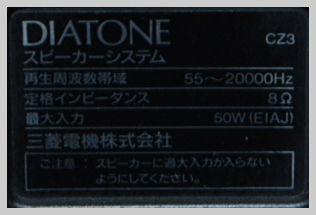 DIATONE CZ3
スピーカーシステム
再生周波数帯域 55～20000Hz
定格インピーダンス 8Ω
最大入力 50W(EIAJ)
三菱電機株式会社
ご注意：スピーカーに過大入力が入らない
ようにしてください。